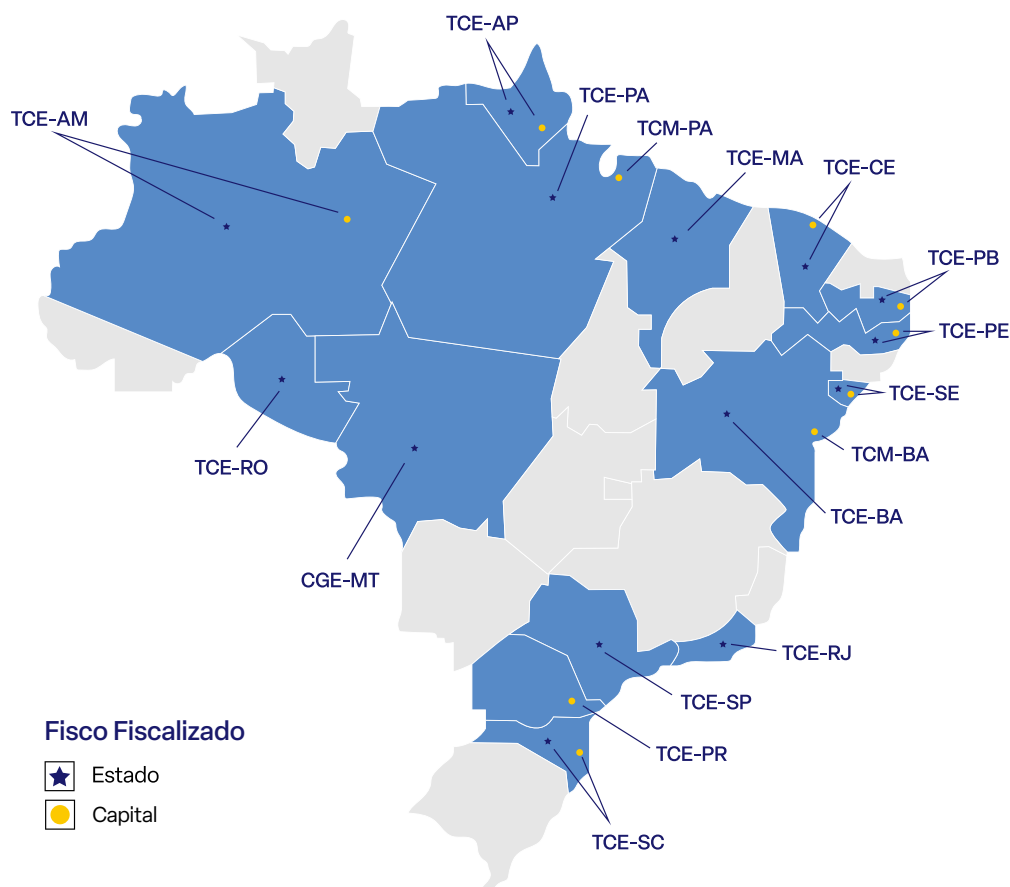 TCE-AP
TCE-PA
TCE-AM
TCM-PA
TCE-MA
TCE-CE
TCE-PB
TCE-PE
TCE-SE
TCM-BA
TCE-RO
TCE-BA
CGE-MT
TCE-RJ
TCE-SP
Fisco Fiscalizado
TCE-PR
Estado
Capital
TCE-SC